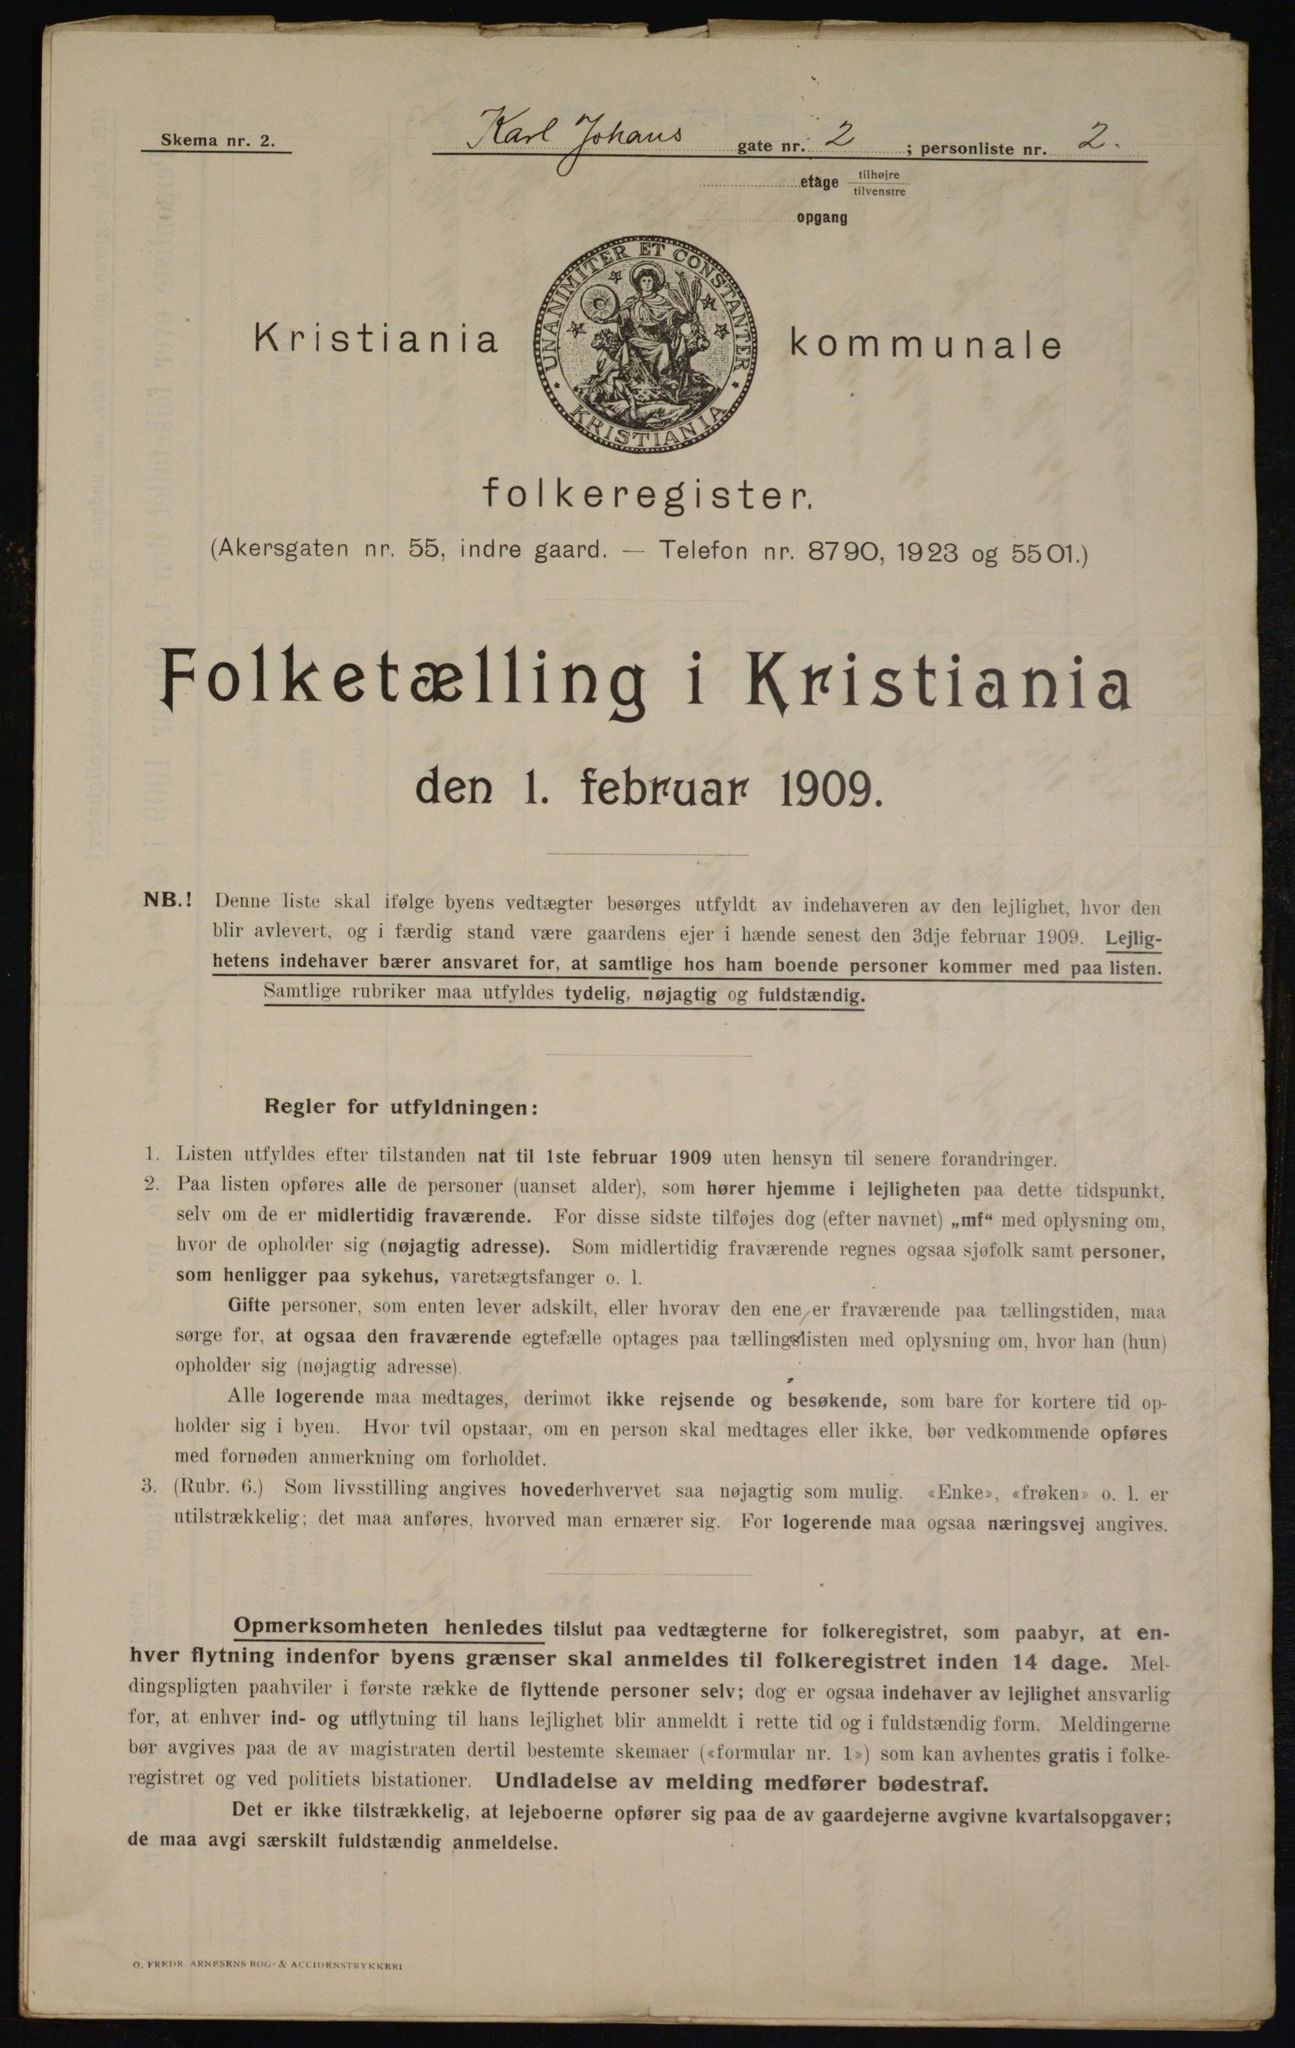 Skema nr. 2.
Karl Johans gate nr. 2 ; personliste nr. 2.
etage tilhøjre
tilvenstre
opgang
UNANIMITER ET CONSTANTER
KRISTIANIA
Kristiania kommunale
folkeregister.
(Akersgaten nr. 55, indre gaard. — Telefon nr. 8790, 1923 og 5501.)
Folketælling i Kristiania
den 1. februar 1909.
NB.! Denne liste skal ifølge byens vedtægter besørges utfyldt av indehaveren av den lejlighet, hvor den
blir avlevert, og i færdig stand være gaardens ejer i hænde senest den 3dje februar 1909. Lejlig-
hetens indehaver bærer ansvaret for, at samtlige hos ham boende personer kommer med paa listen.
Samtlige rubriker maa utfyldes tydelig, nøjagtig og fuldstændig.
Regler for utfyldningen:
1. Listen utfyldes efter tilstanden nat til 1ste februar 1909 uten hensyn til senere forandringer.
2. Paa listen opføres alle de personer (uanset alder), som hører hjemme i lejligheten paa dette tidspunkt,
selv om de er midlertidig fraværende. For disse sidste tilføjes dog (efter navnet) „mf“ med oplysning om,
hvor de opholder sig (nøjagtig adresse). Som midlertidig fraværende regnes ogsaa sjøfolk samt personer,
som henligger paa sykehus, varetægtsfanger o. l.
Gifte personer, som enten lever adskilt, eller hvorav den ene er fraværende paa tællingstiden, maa
sørge for, at ogsaa den fraværende egtefælle optages paa tællingslisten med oplysning om, hvor han (hun)
opholder sig (nøjagtig adresse).
Alle logerende maa medtages, derimot ikke rejsende og besøkende, som bare for kortere tid op-
holder sig i byen. Hvor tvil opstaar, om en person skal medtages eller ikke, bør vedkommende opføres
med fornøden anmerkning om forholdet.
3. (Rubr. 6.) Som livsstilling angives hovederhvervet saa nøjagtig som mulig. «Enke», «frøken» o. l. er
utilstrækkelig; det maa anføres, hvorved man ernærer sig. For logerende maa ogsaa næringsvej angives.
Opmerksomheten henledes tilslut paa vedtægterne for folkeregistret, som paabyr, at en-
hver flytning indenfor byens grænser skal anmeldes til folkeregistret inden 14 dage. Mel-
dingspligten paahviler i første række de flyttende personer selv; dog er ogsaa indehaver av lejlighet ansvarlig
for, at enhver ind- og utflytning til hans lejlighet blir anmeldt i rette tid og i fuldstændig form. Meldingerne
bør avgives paa de av magistraten dertil bestemte skemaer («formular nr. 1») som kan avhentes gratis i folke-
registret og ved politiets bistationer. Undladelse av melding medfører bødestraf.
Det er ikke tilstrækkelig, at lejeboerne opfører sig paa de av gaardejerne avgivne kvartalsopgaver;
de maa avgi særskilt fuldstændig anmeldelse.
O. FREDR. ARNESENS BOG- & ACCIDENSTRYKKERI